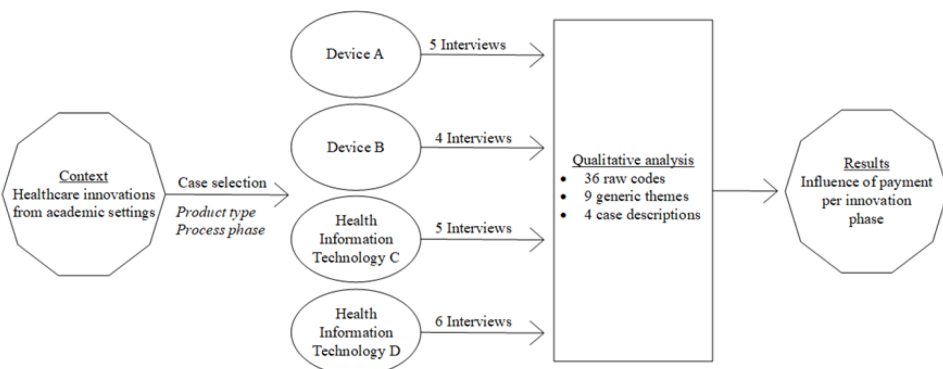 Context
Healthcare innovations
from academic settings
Case selection
Product type
Process phase
Device A
5 Interviews
Device B
4 Interviews
Health
Information
Technology C
5 Interviews
Health
Information
Technology D
6 Interviews
Qualitative analysis
• 36 raw codes
• 9 generic themes
• 4 case descriptions
Results
Influence of payment
per innovation
phase